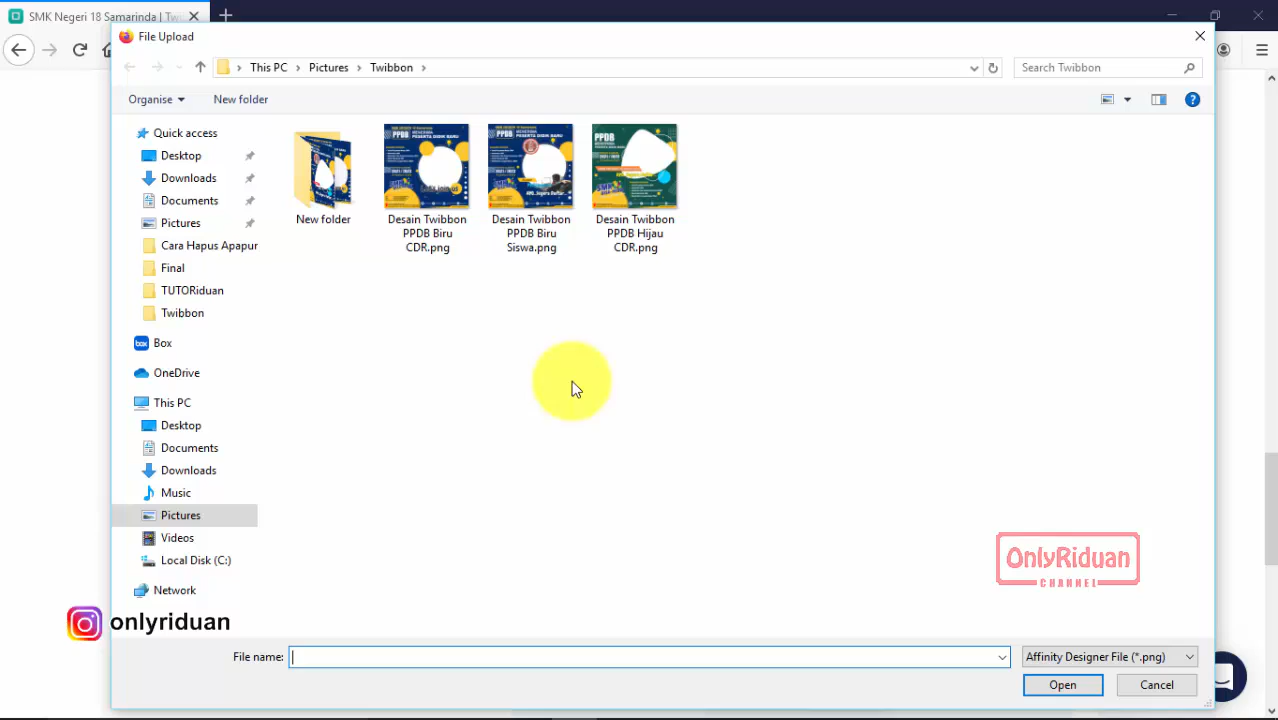 SMK Negeri 18 Samarinda | Twi
File Upload
This PC > Pictures > Twibbon >
Search Twibbon
Organise
New folder
Quick access
Desktop
Downloads
Documents
Pictures
Cara Hapus Apapur
Final
TUTORiduan
Twibbon
Box
OneDrive
This PC
Desktop
Documents
Downloads
Music
Pictures
Videos
Local Disk (C:)
Network
New folder
Desain Twibbon
PPDB Biru
CDR.png
Desain Twibbon
PPDB Biru
Siswa.png
Desain Twibbon
PPDB Hijau
CDR.png
OnlyRiduan
CHANNEL
onlyriduan
File name:
Affinity Designer File (*.png)
Open
Cancel